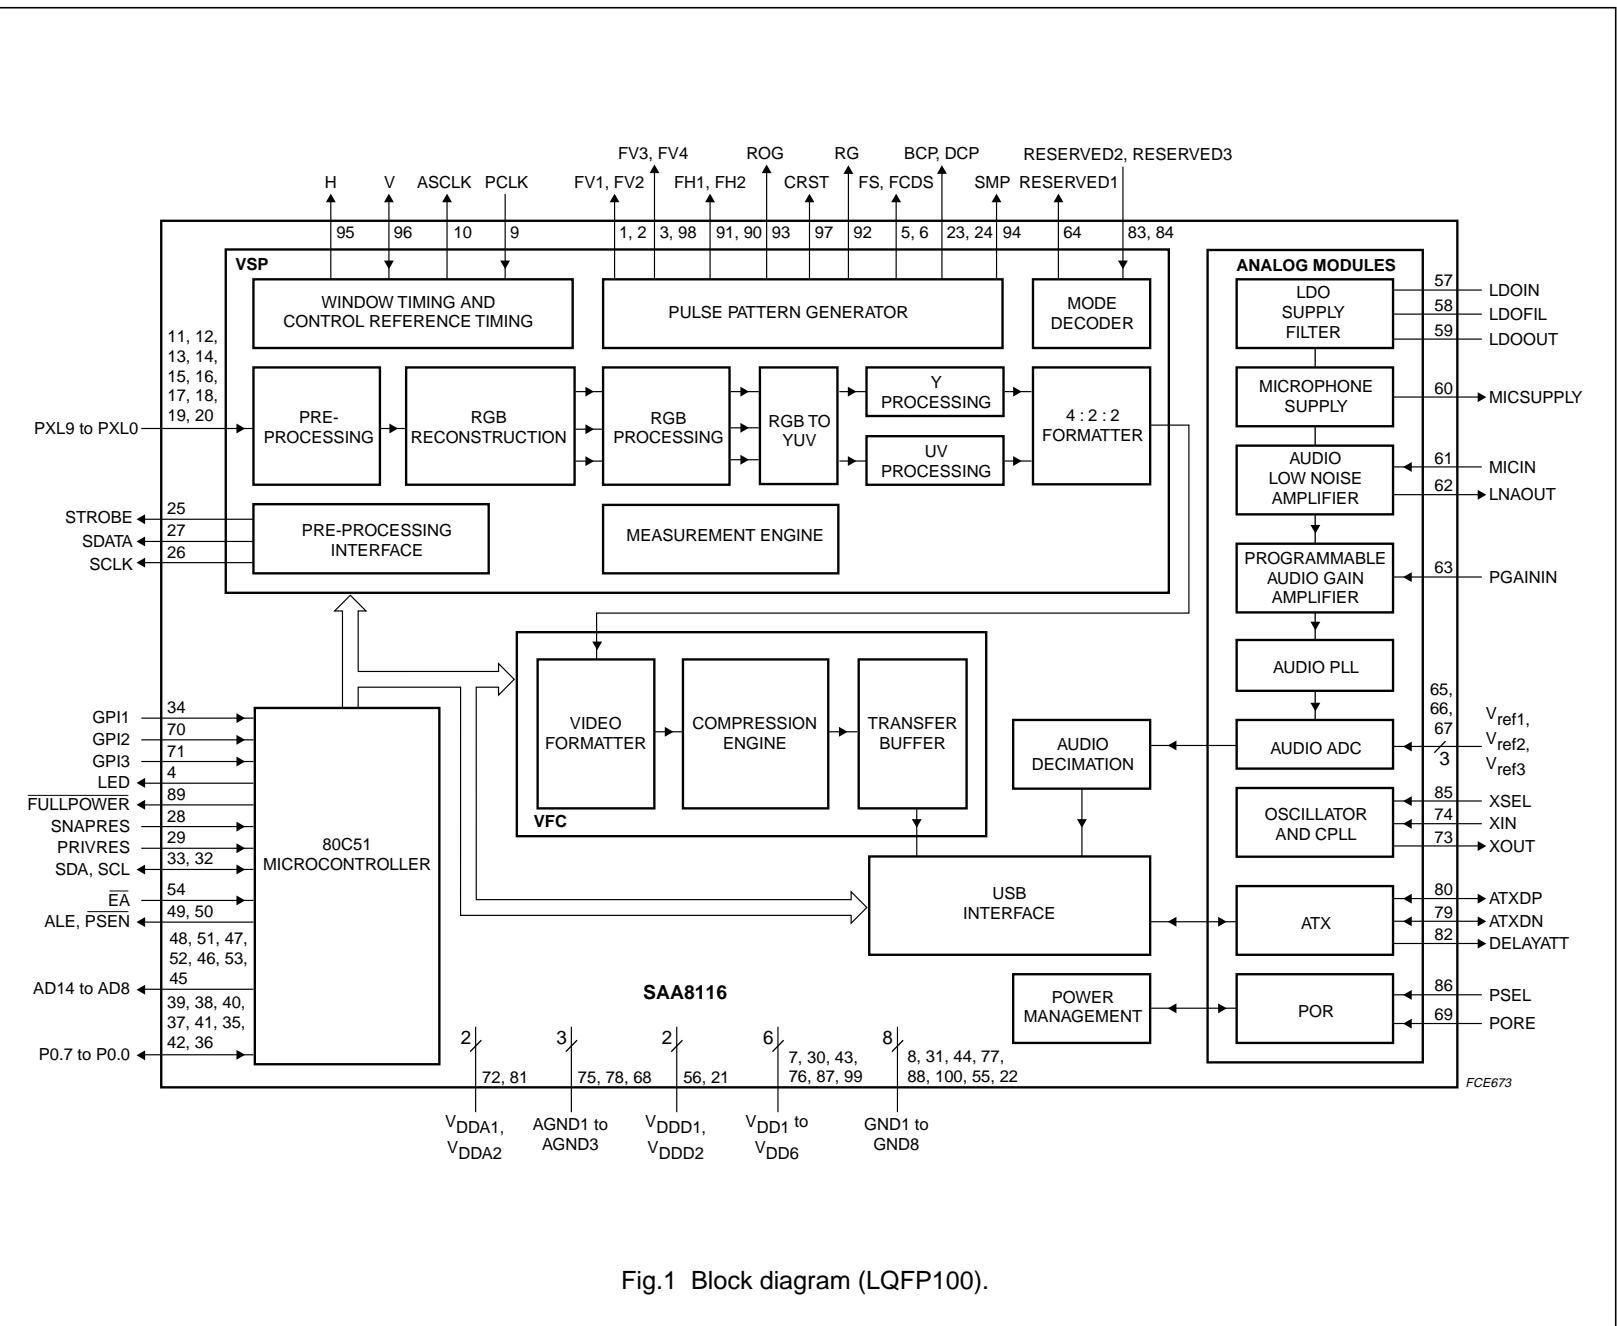 FV3, FV4
ROG
RG
BCP, DCP
RESERVED2, RESERVED3
H
V
ASCLK
PCLK
FV1, FV2
FH1, FH2
CRST
FS, FCDS
SMP
RESERVED1
95
96
10
9
1, 2
3, 98
91, 90
93
97
92
5, 6
23, 24
94
64
83, 84
VSP
WINDOW TIMING AND
CONTROL REFERENCE TIMING
PULSE PATTERN GENERATOR
MODE
DECODER
11, 12,
13, 14,
15, 16,
17, 18,
19, 20
PXL9 to PXL0
PRE-
PROCESSING
RGB
RECONSTRUCTION
RGB
PROCESSING
RGB TO
YUV
Y
PROCESSING
UV
PROCESSING
4 : 2 : 2
FORMATTER
STROBE
25
SDATA
27
SCLK
26
PRE-PROCESSING
INTERFACE
MEASUREMENT ENGINE
ANALOG MODULES
LDO
SUPPLY
FILTER
57
LDOIN
58
LDOFIL
59
LDOOUT
MICROPHONE
SUPPLY
60
MICSUPPLY
AUDIO
LOW NOISE
AMPLIFIER
61
MICIN
62
LNAOUT
PROGRAMMABLE
AUDIO GAIN
AMPLIFIER
63
PGAININ
AUDIO PLL
AUDIO ADC
65,
66,
67
3
Vref1,
Vref2,
Vref3
OSCILLATOR
AND CPLL
85
XSEL
74
XIN
73
XOUT
ATX
80
ATXDP
79
ATXDN
82
DELAYATT
POR
86
PSEL
69
PORE
VIDEO
FORMATTER
COMPRESSION
ENGINE
TRANSFER
BUFFER
VFC
AUDIO
DECIMATION
USB
INTERFACE
POWER
MANAGEMENT
GPI1
34
GPI2
70
GPI3
71
LED
4
FULLPOWER
89
SNAPRES
28
PRIVRES
29
SDA, SCL
33, 32
EA
54
ALE, PSEN
49, 50
48, 51, 47,
52, 46, 53,
45
AD14 to AD8
39, 38, 40,
37, 41, 35,
42, 36
P0.7 to P0.0
80C51
MICROCONTROLLER
SAA8116
2
72, 81
VDDA1,
VDDA2
3
75, 78, 68
AGND1 to
AGND3
2
56, 21
VDDD1,
VDDD2
6
7, 30, 43,
76, 87, 99
VDD1 to
VDD6
8
8, 31, 44, 77,
88, 100, 55, 22
GND1 to
GND8
FCE673
Fig.1 Block diagram (LQFP100).